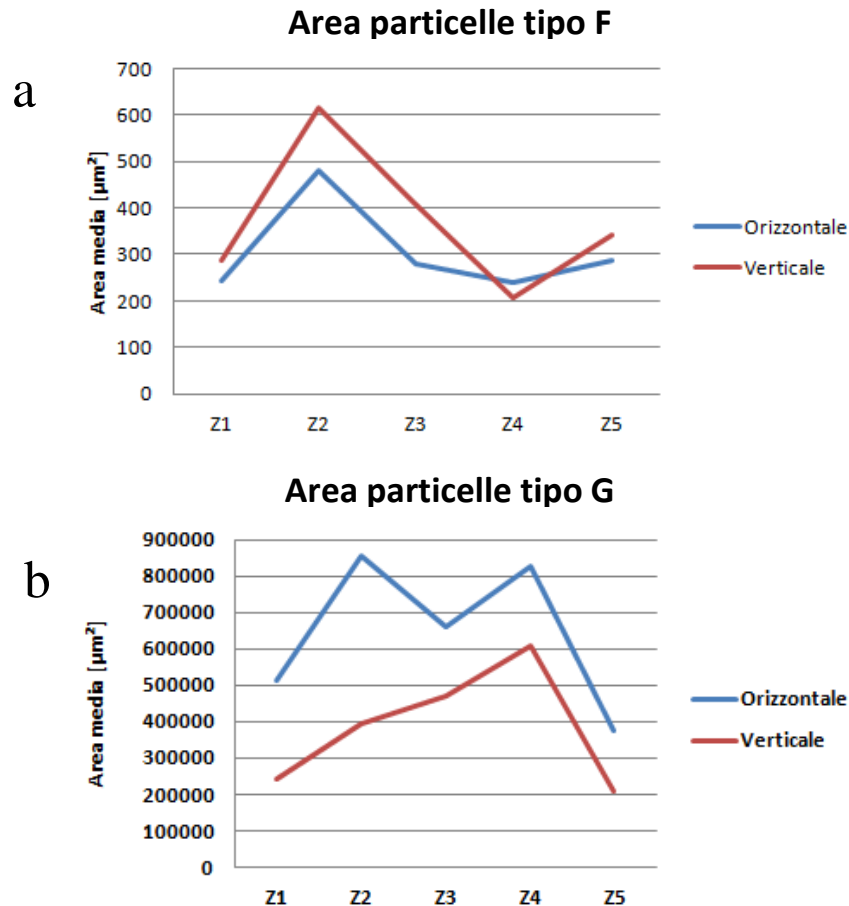 Area particelle tipo F
a
Area media [µm²]
700
600
500
400
300
200
100
0
Z1 Z2 Z3 Z4 Z5
Orizzontale
Verticale
Area particelle tipo G
b
Area media [µm²]
900000
800000
700000
600000
500000
400000
300000
200000
100000
0
Z1 Z2 Z3 Z4 Z5
Orizzontale
Verticale